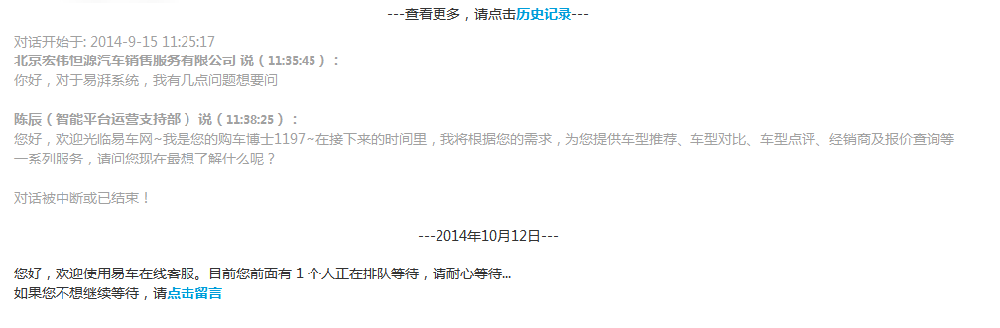 ---查看更多，请点击历史记录---
对话开始于: 2014-9-15 11:25:17
北京宏伟恒源汽车销售服务有限公司 说（11:35:45）：
你好，对于易湃系统，我有几点问题想要问
陈辰（智能平台运营支持部） 说（11:38:25）：
您好，欢迎光临易车网~我是您的购车博士1197~在接下来的时间里，我将根据您的需求，为您提供车型推荐、车型对比、车型点评、经销商及报价查询等
一系列服务，请问您现在最想了解什么呢？
对话被中断或已结束！
---2014年10月12日---
您好，欢迎使用易车在线客服。目前您前面有 1 个人正在排队等待，请耐心等待...
如果您不想继续等待，请点击留言